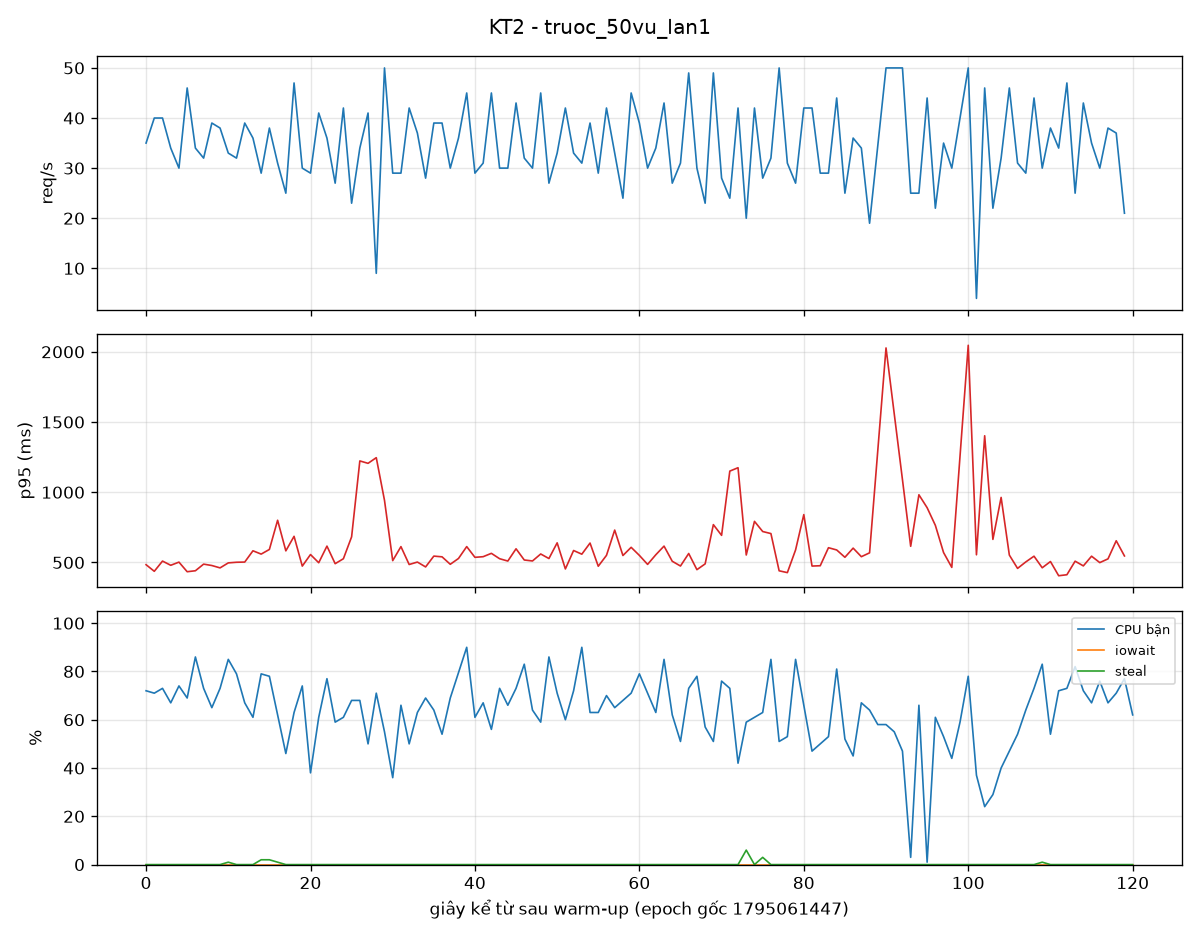 KT2 - truoc_50vu_lan1
50
40
30
20
10
req/s
2000
1500
1000
500
p95 (ms)
100
80
60
40
20
0
%
CPU bận
iowait
steal
0 20 40 60 80 100 120
giây kể từ sau warm-up (epoch gốc 1795061447)